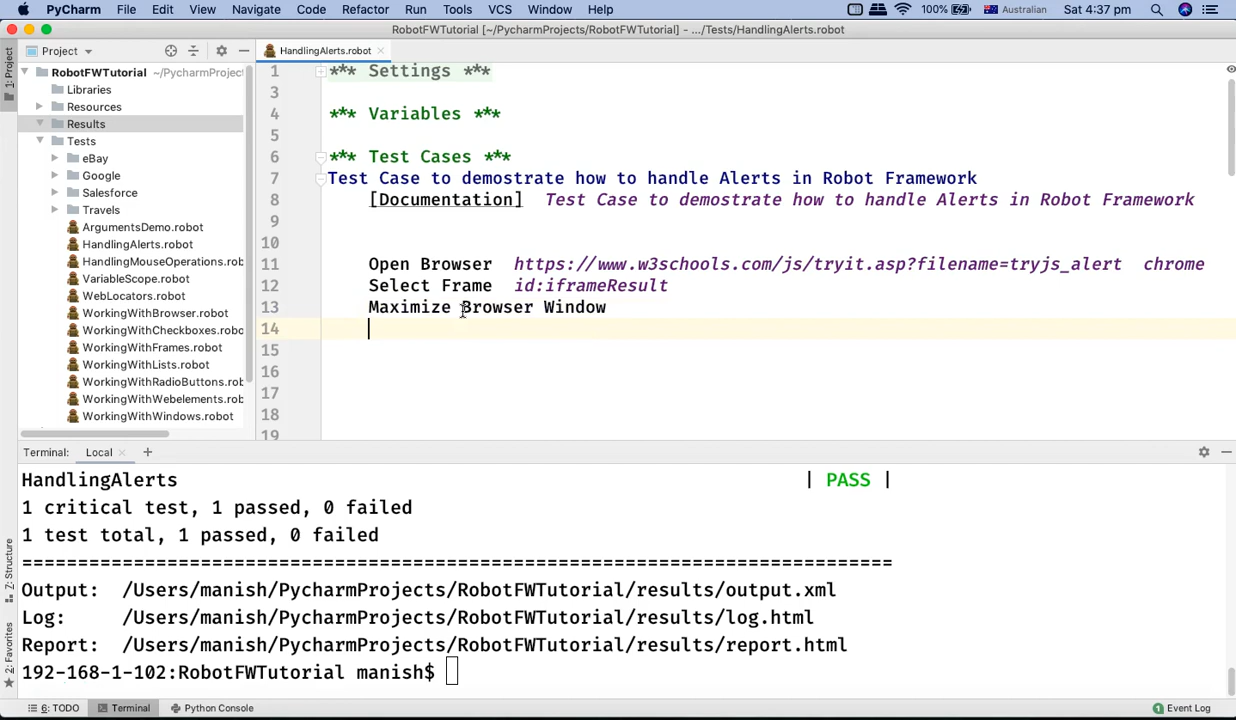 PyCharm File Edit View Navigate Code Refactor Run Tools VCS Window Help 100% Australian Sat 4:37 pm
RobotFWTutorial [~/PycharmProjects/RobotFWTutorial] - .../Tests/HandlingAlerts.robot
Project
HandlingAlerts.robot
1: Project
RobotFWTutorial ~/PycharmProjec
Libraries
Resources
Results
Tests
eBay
Google
Salesforce
Travels
ArgumentsDemo.robot
HandlingAlerts.robot
HandlingMouseOperations.rob
VariableScope.robot
WebLocators.robot
WorkingWithBrowser.robot
WorkingWithCheckboxes.robo
WorkingWithFrames.robot
WorkingWithLists.robot
WorkingWithRadioButtons.rob
WorkingWithWebelements.rob
WorkingWithWindows.robot
1 *** Settings ***
3
4 *** Variables ***
5
6 *** Test Cases ***
7 Test Case to demostrate how to handle Alerts in Robot Framework
8 [Documentation] Test Case to demostrate how to handle Alerts in Robot Framework
9
10
11 Open Browser https://www.w3schools.com/js/tryit.asp?filename=tryjs_alert chrome
12 Select Frame id:iframeResult
13 Maximize Browser Window
14
15
16
17
18
19
Terminal: Local
HandlingAlerts | PASS |
1 critical test, 1 passed, 0 failed
1 test total, 1 passed, 0 failed
==============================================================================
Output: /Users/manish/PycharmProjects/RobotFWTutorial/results/output.xml
Log: /Users/manish/PycharmProjects/RobotFWTutorial/results/log.html
Report: /Users/manish/PycharmProjects/RobotFWTutorial/results/report.html
192-168-1-102:RobotFWTutorial manish$
Z: Structure
2: Favorites
6: TODO Terminal Python Console 1 Event Log